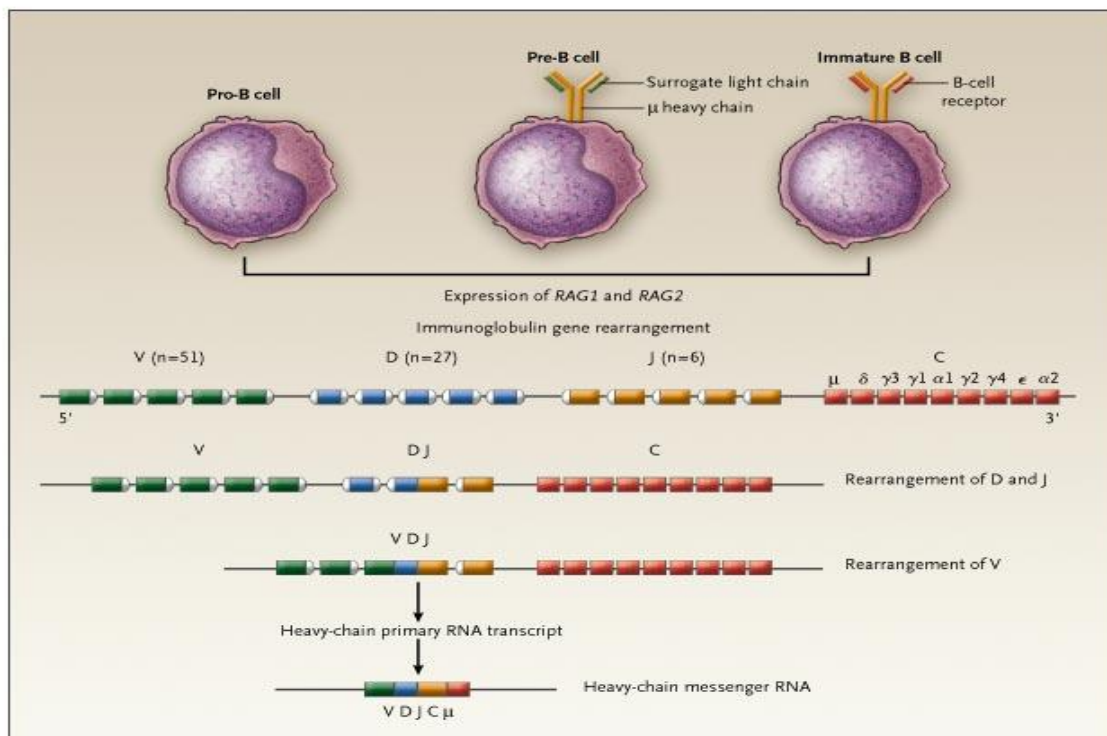 Pro-B cell
Pre-B cell
Surrogate light chain
μ heavy chain
Immature B cell
B-cell
receptor
Expression of RAG1 and RAG2
Immunoglobulin gene rearrangement
V (n=51) D (n=27) J (n=6) C
μ δ γ3 γ1 α1 γ2 γ4 ϵ α2
5' 3'
V D J C
Rearrangement of D and J
V D J
Rearrangement of V
Heavy-chain primary RNA transcript
Heavy-chain messenger RNA
V D J C μ